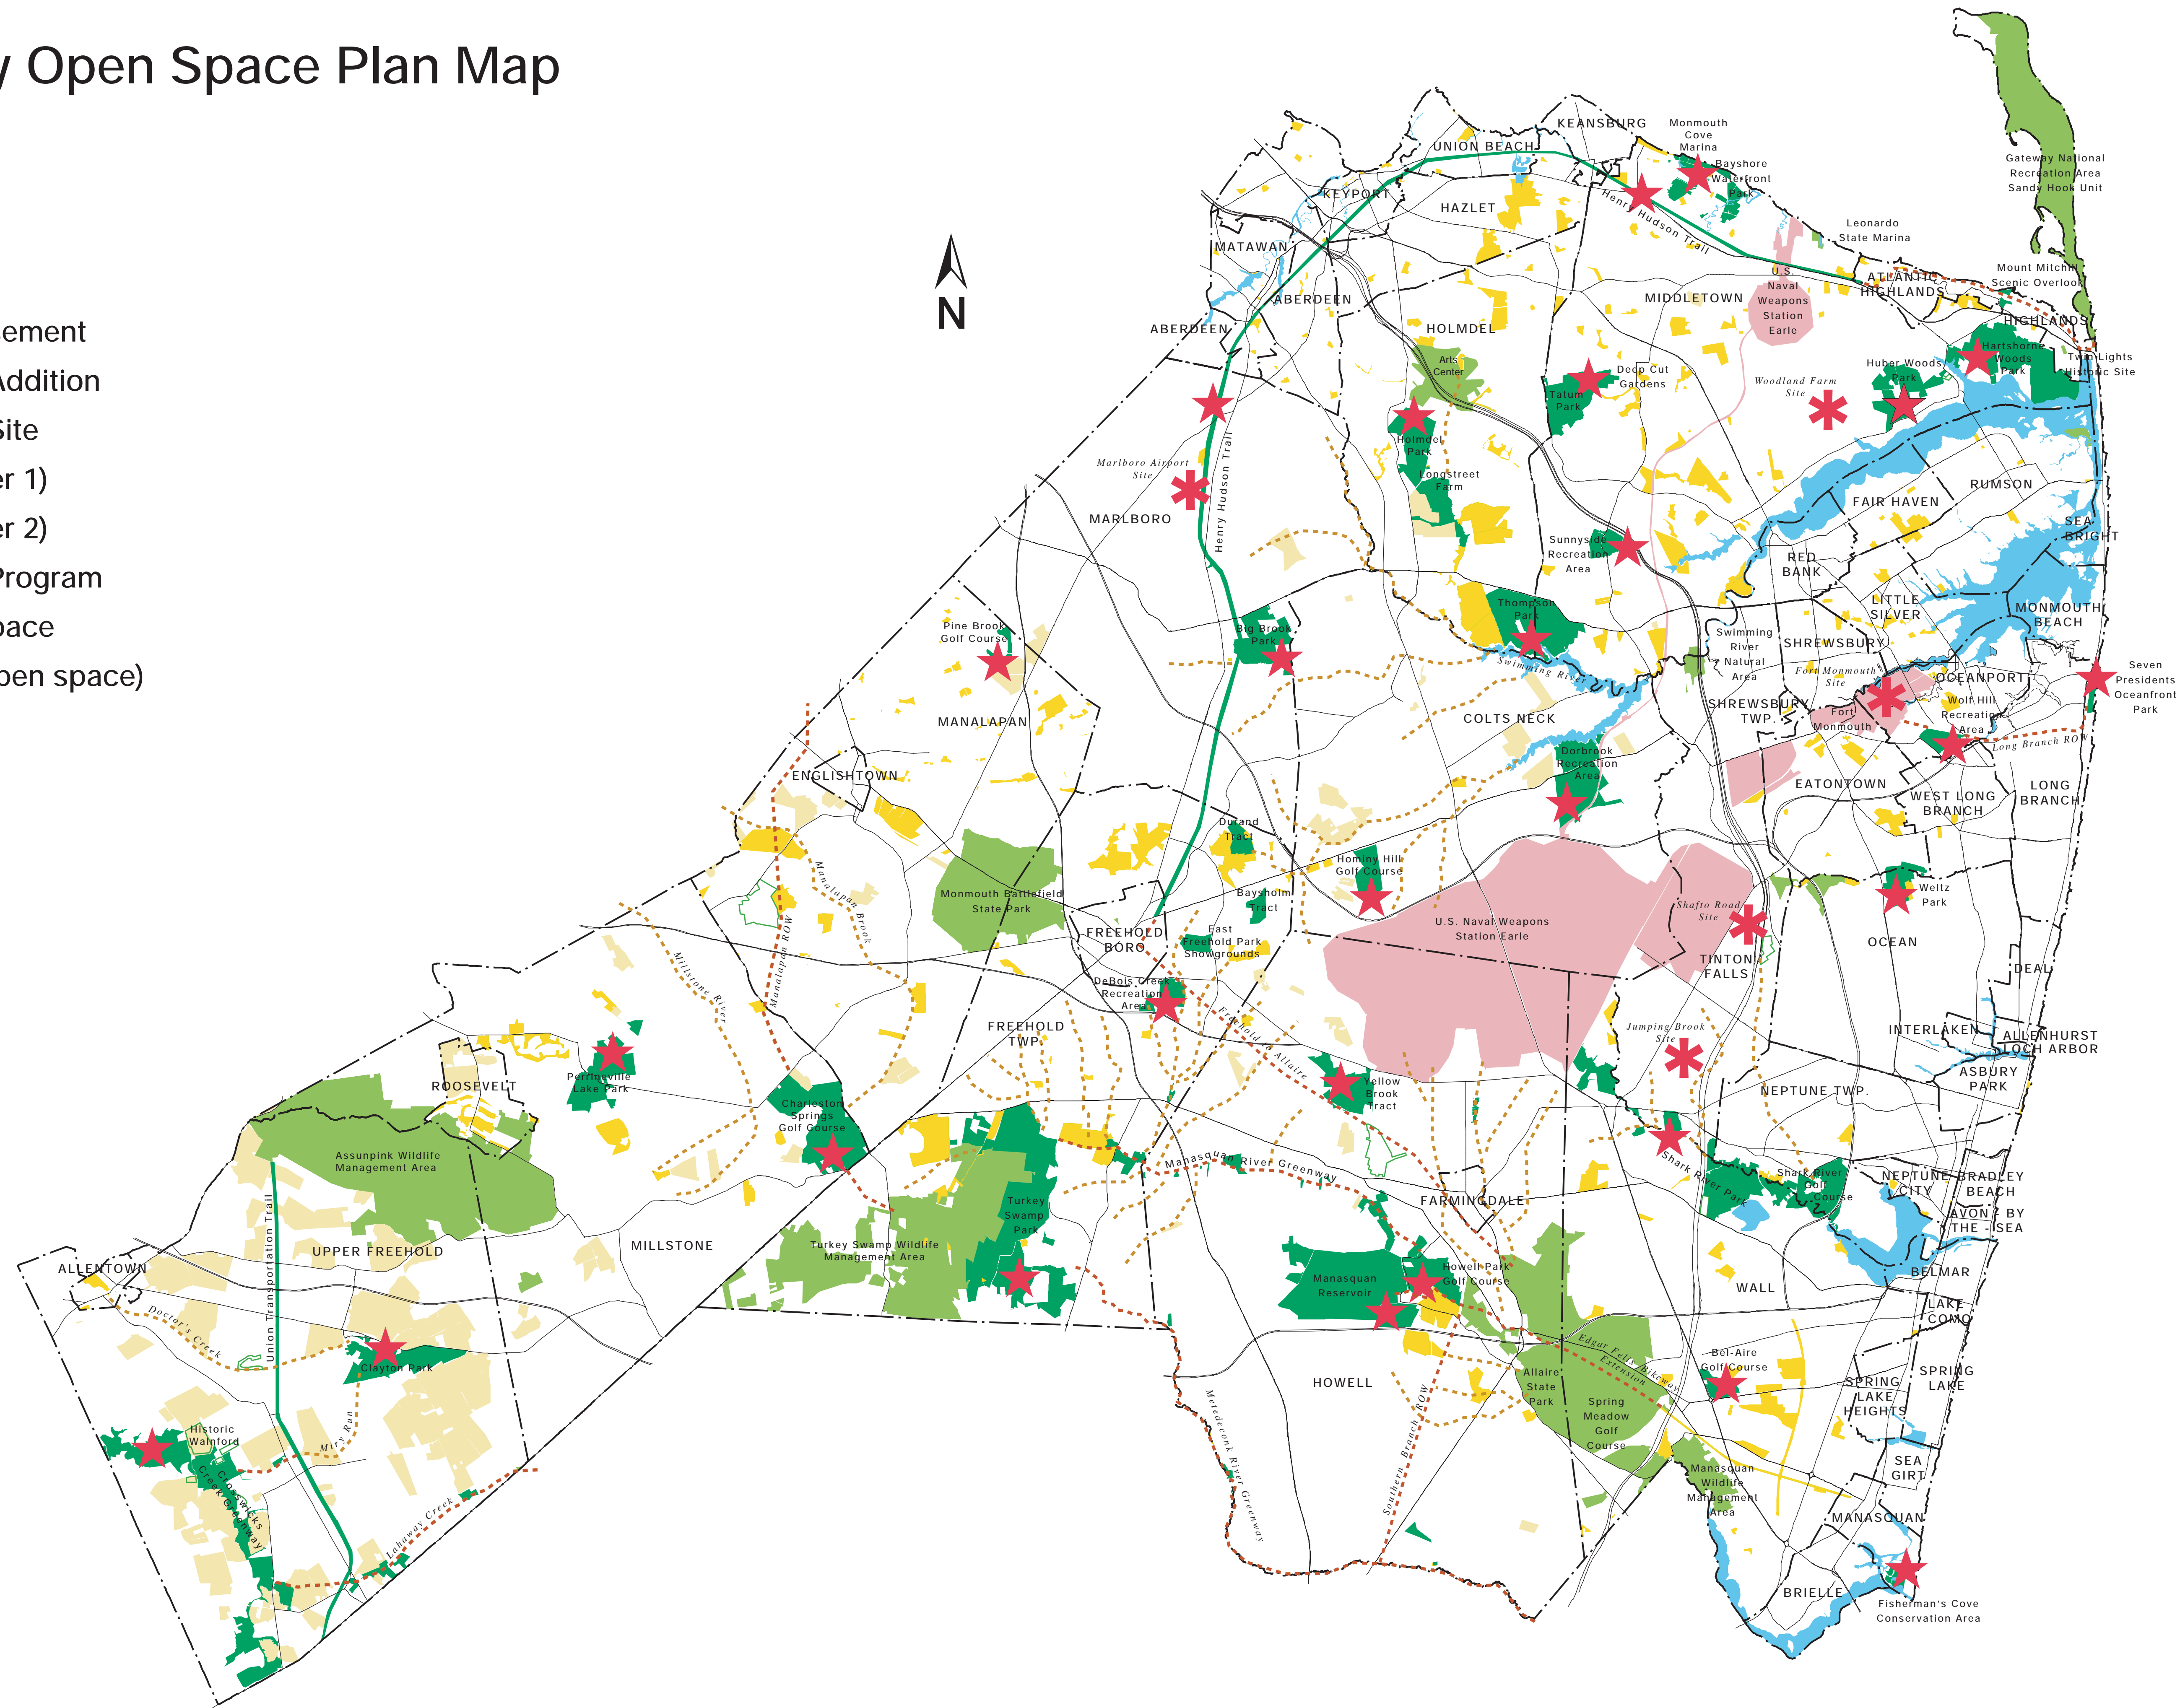 Open Space Plan Map
Site
Program
N
KEANSBURG
Monmouth
Cove
Marina
UNION BEACH
Bayshore
Waterfront
Park
Gateway National
Recreation Area
Sandy Hook Unit
KEYPORT
HAZLET
Henry Hudson Trail
Leonardo
State Marina
MATAWAN
U.S.
Naval
Weapons
Station
Earle
Mount Mitchill
Scenic Overlook
ATLANTIC
HIGHLANDS
ABERDEEN
MIDDLETOWN
HIGHLANDS
ABERDEEN
HOLMDEL
Arts
Center
Deep Cut
Gardens
Tatum
Park
Woodland Farm
Site
Huber Woods
Park
Hartshorne
Woods
Park
Twin Lights
Historic Site
Holmdel
Park
Longstreet
Farm
Marlboro Airport
Site
Henry Hudson Trail
MARLBORO
FAIR HAVEN
RUMSON
SEA
BRIGHT
Sunnyside
Recreation
Area
RED
BANK
LITTLE
SILVER
MONMOUTH
BEACH
Thompson
Park
Pine Brook
Golf Course
Big Brook
Park
Swimming River
Swimming
River
Natural
Area
SHREWSBURY
Fort Monmouth
Site
OCEANPORT
Seven
Presidents
Oceanfront
Park
MANALAPAN
COLTS NECK
SHREWSBURY
TWP.
Fort
Monmouth
Wolf Hill
Recreation
Area
Long Branch ROW
Dorbrook
Recreation
Area
ENGLISHTOWN
EATONTOWN
WEST LONG
BRANCH
LONG
BRANCH
Durand
Tract
Hominy Hill
Golf Course
Manalapan Brook
Monmouth Battlefield
State Park
Baysholm
Tract
Weltz
Park
U.S. Naval Weapons
Station Earle
Shafto Road
Site
FREEHOLD
BORO
East
Freehold Park
Showgrounds
OCEAN
TINTON
FALLS
DEAL
Millstone River
Manalapan ROW
DeBois Creek
Recreation
Area
Freehold to Allaire
FREEHOLD
TWP.
Jumping Brook
Site
INTERLAKEN
ALLENHURST
LOCH ARBOR
ASBURY
PARK
ROOSEVELT
Perrineville
Lake Park
Yellow
Brook
Tract
NEPTUNE TWP.
Charleston
Springs
Golf Course
Assunpink Wildlife
Management Area
Manasquan River Greenway
Shark River Park
Shark River
Golf
Course
NEPTUNE
CITY
BRADLEY
BEACH
AVON - BY
THE - SEA
FARMINGDALE
Turkey
Swamp
Park
Union Transportation Trail
UPPER FREEHOLD
MILLSTONE
Turkey Swamp Wildlife
Management Area
ALLENTOWN
Manasquan
Reservoir
Howell Park
Golf Course
BELMAR
WALL
LAKE
COMO
Doctor's Creek
Clayton Park
Edgar Felix Bikeway
Extension
Bel-Aire
Golf Course
HOWELL
Allaire
State
Park
Spring
Meadow
Golf
Course
SPRING
LAKE
SPRING
LAKE
HEIGHTS
Metedeconk River Greenway
Southern Branch ROW
Historic
Walnford
Miry Run
Crosswicks
Creek Greenway
SEA
GIRT
Manasquan
Wildlife
Management
Area
Lahaway Creek
MANASQUAN
BRIELLE
Fisherman's Cove
Conservation Area